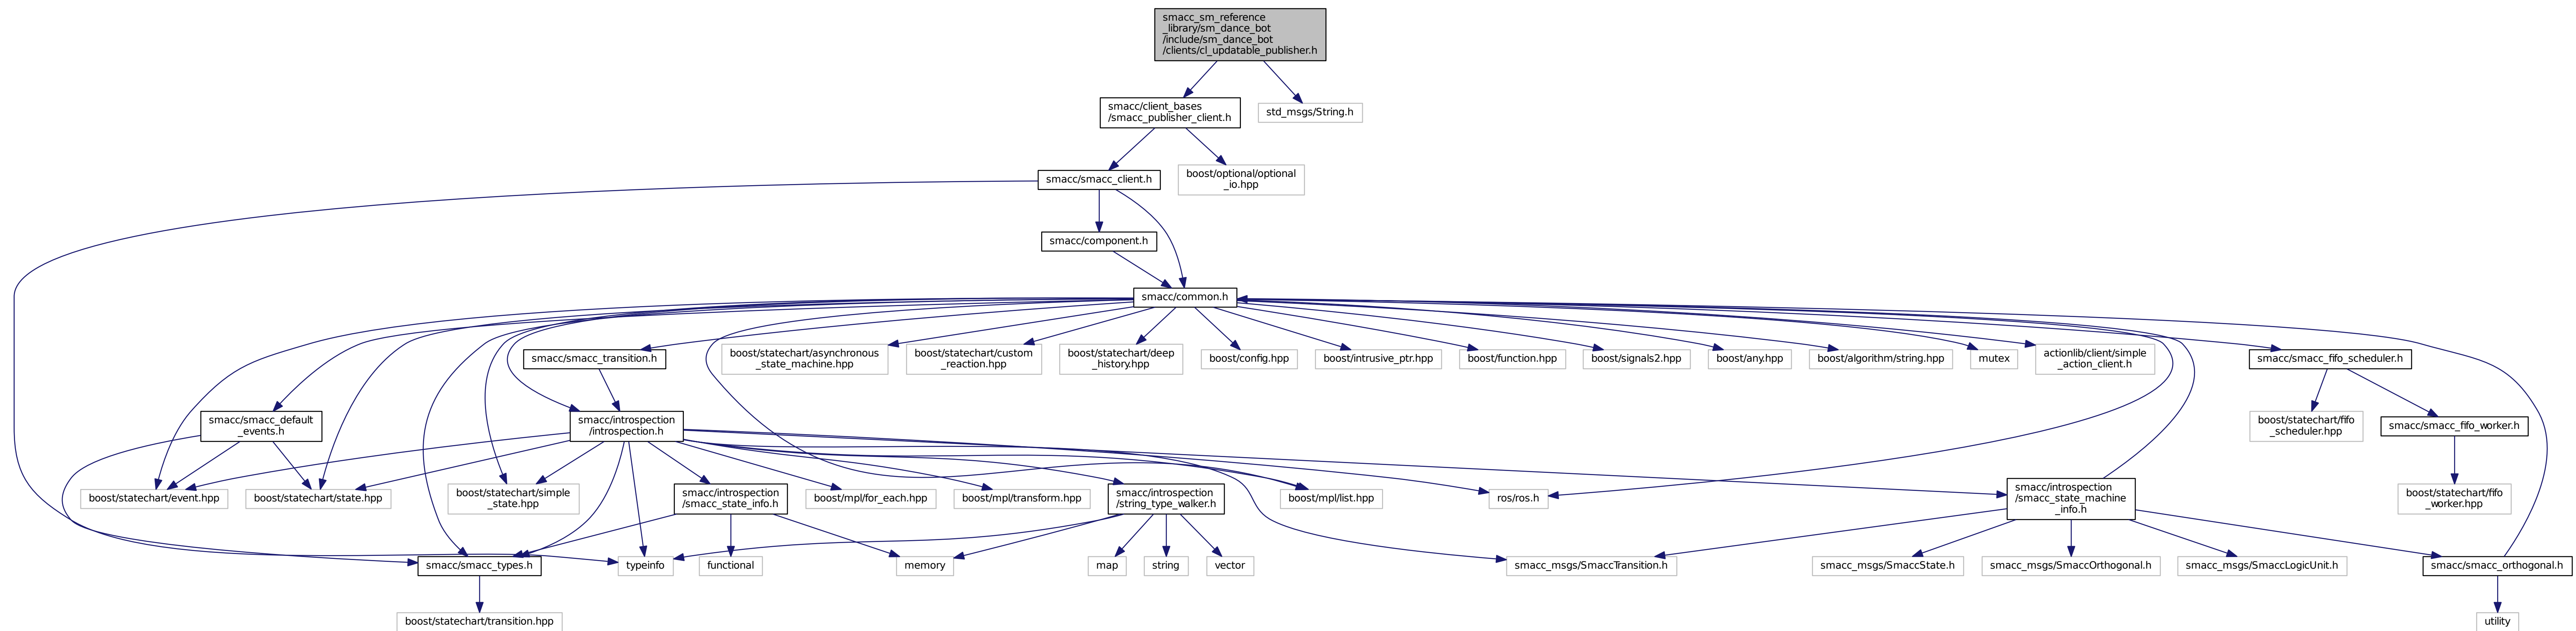 smacc_sm_reference
_library/sm_dance_bot
/include/sm_dance_bot
/clients/cl_updatable_publisher.h
smacc/client_bases
/smacc_publisher_client.h
std_msgs/String.h
smacc/smacc_client.h
boost/optional/optional
_io.hpp
smacc/component.h
smacc/common.h
smacc/smacc_transition.h
boost/statechart/asynchronous
_state_machine.hpp
boost/statechart/custom
_reaction.hpp
boost/statechart/deep
_history.hpp
boost/config.hpp
boost/intrusive_ptr.hpp
boost/function.hpp
boost/signals2.hpp
boost/any.hpp
boost/algorithm/string.hpp
mutex
actionlib/client/simple
_action_client.h
smacc/smacc_fifo_scheduler.h
smacc/smacc_default
_events.h
smacc/introspection
/introspection.h
boost/statechart/fifo
_scheduler.hpp
smacc/smacc_fifo_worker.h
boost/statechart/event.hpp
boost/statechart/state.hpp
boost/statechart/simple
_state.hpp
smacc/introspection
/smacc_state_info.h
boost/mpl/for_each.hpp
boost/mpl/transform.hpp
smacc/introspection
/string_type_walker.h
boost/mpl/list.hpp
ros/ros.h
smacc/introspection
/smacc_state_machine
_info.h
boost/statechart/fifo
_worker.hpp
smacc/smacc_types.h
typeinfo
functional
memory
map
string
vector
smacc_msgs/SmaccTransition.h
smacc_msgs/SmaccState.h
smacc_msgs/SmaccOrthogonal.h
smacc_msgs/SmaccLogicUnit.h
smacc/smacc_orthogonal.h
boost/statechart/transition.hpp
utility